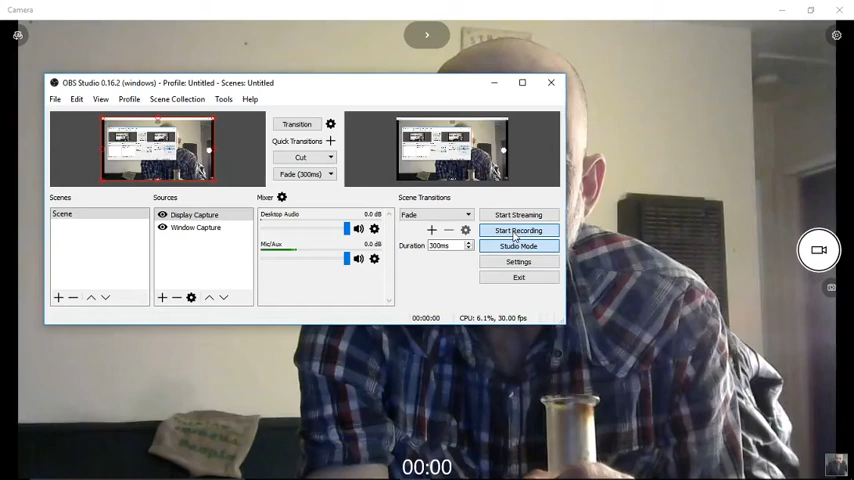 Camera
OBS Studio 0.16.2 (windows) - Profile: Untitled - Scenes: Untitled
File Edit View Profile Scene Collection Tools Help
Transition
Quick Transitions
Cut
Fade (300ms)
Scenes Sources Mixer Scene Transitions
Scene
Display Capture
Window Capture
Desktop Audio 0.0 dB
Mic/Aux 0.0 dB
Fade
Duration 300ms
Start Streaming
Start Recording
Studio Mode
Settings
Exit
00:00:00 CPU: 6.1%, 30.00 fps
00:00